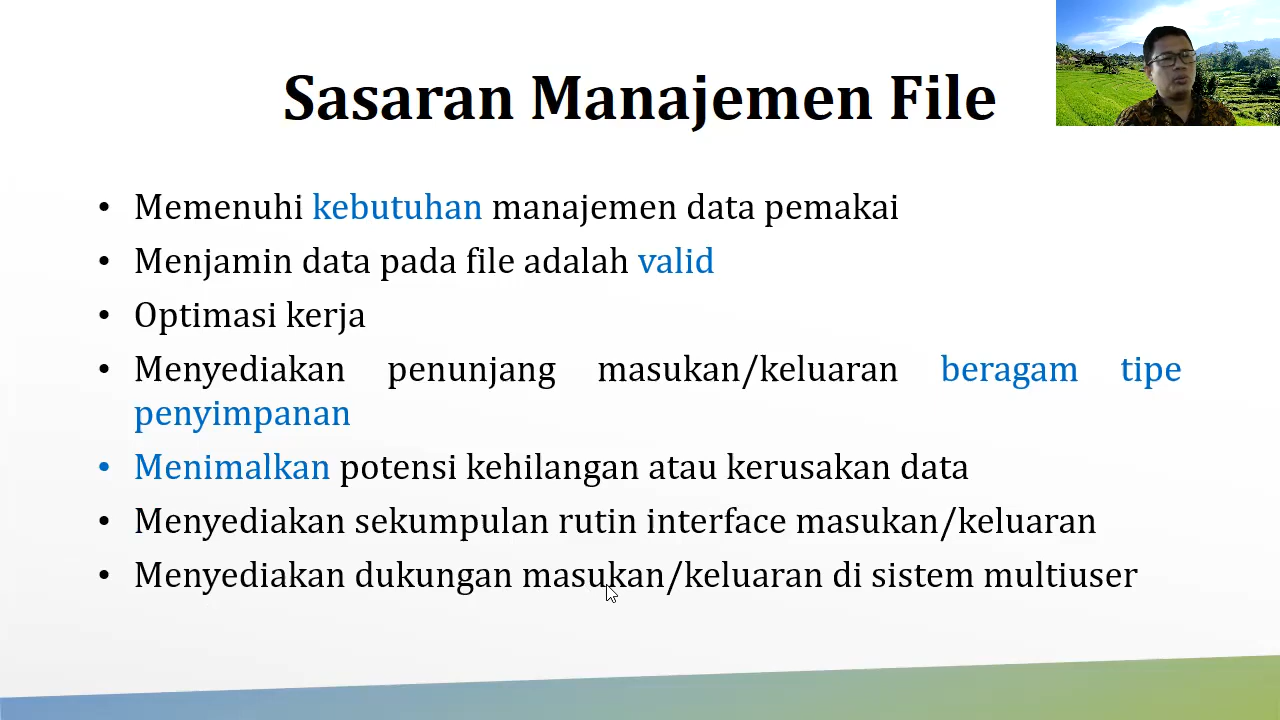 Sasaran Manajemen File
• Memenuhi kebutuhan manajemen data pemakai
• Menjamin data pada file adalah valid
• Optimasi kerja
• Menyediakan penunjang masukan/keluaran beragam tipe
penyimpanan
• Menimalkan potensi kehilangan atau kerusakan data
• Menyediakan sekumpulan rutin interface masukan/keluaran
• Menyediakan dukungan masukan/keluaran di sistem multiuser